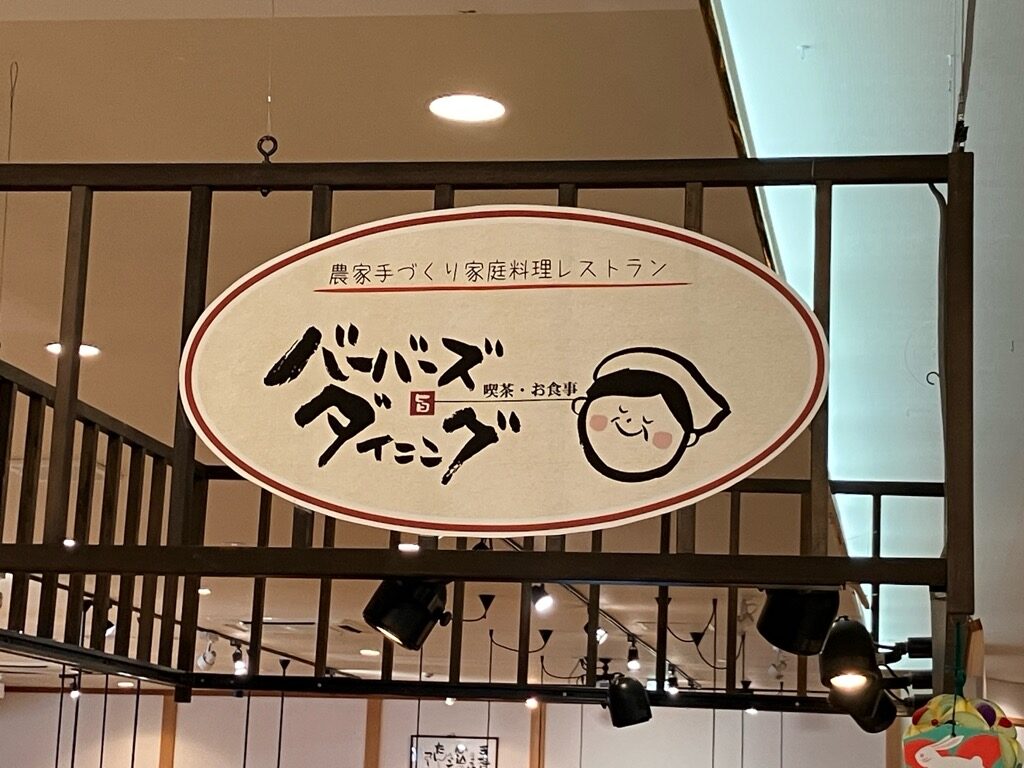 農家手づくり家庭料理レストラン
バーバーズ
旨
喫茶・お食事
ダイニング